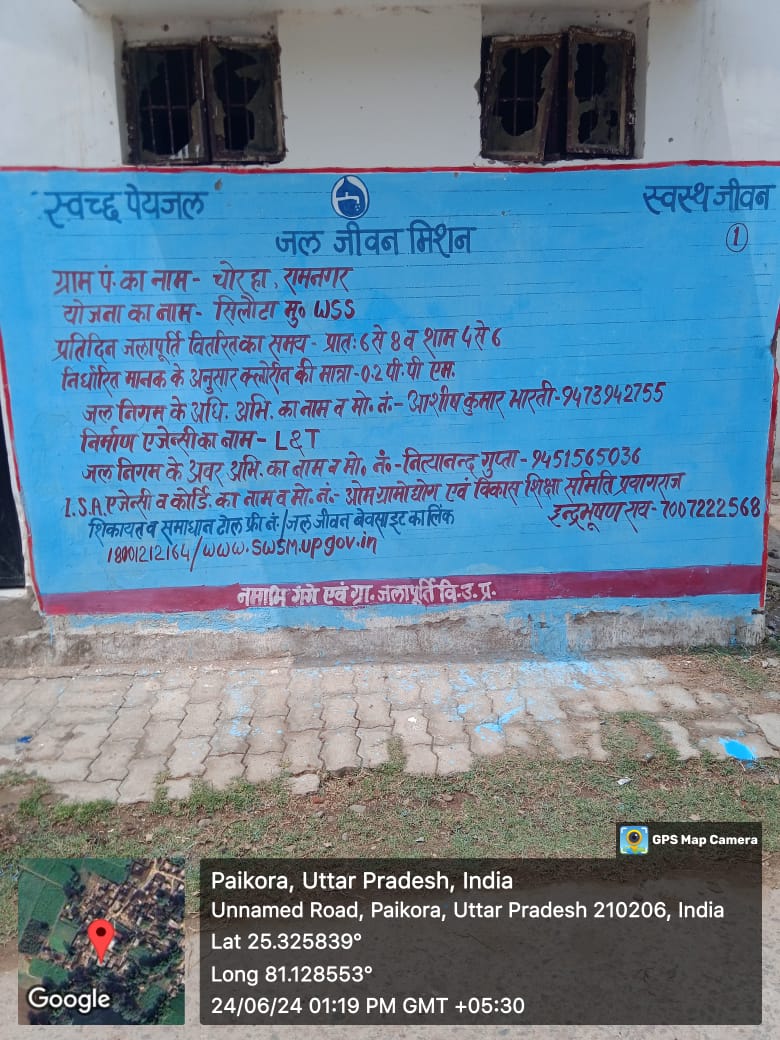 स्वच्छ पेयजल
स्वस्थ जीवन
जल जीवन मिशन
1
ग्राम पं. का नाम - चोरहा, रामनगर
योजना का नाम - सिलौटा मु० WSS
प्रतिदिन जलापूर्ति वितरित का समय - प्रातः 6 से 8 व शाम 4 से 6
निर्धारित मानक के अनुसार क्लोरीन की मात्रा - 0.2 पी. पी एम.
जल निगम के अधि. अभि. का नाम व मो. नं. - आशीष कुमार भारती - 9473942755
निर्माण एजेन्सी का नाम - L&T
जल निगम के अवर अभि. का नाम व मो. नं. - नित्यानन्द गुप्ता - 9451565036
I.S.A एजेन्सी व कोर्डि. का नाम व मो. नं. - ओम ग्रामोद्योग एवं विकास शिक्षा समिति प्रयागराज
इन्द्रभूषण राय - 7007222568
शिकायत व समाधान टोल फ्री नं. / जल जीवन बेवसाइट का लिंक
18001212164/www.swsm.upgov.in
नमामि गंगे एवं ग्रा. जलापूर्ति वि. उ. प्र.
GPS Map Camera
Paikora, Uttar Pradesh, India
Unnamed Road, Paikora, Uttar Pradesh 210206, India
Lat 25.325839°
Long 81.128553°
24/06/24 01:19 PM GMT +05:30
Google